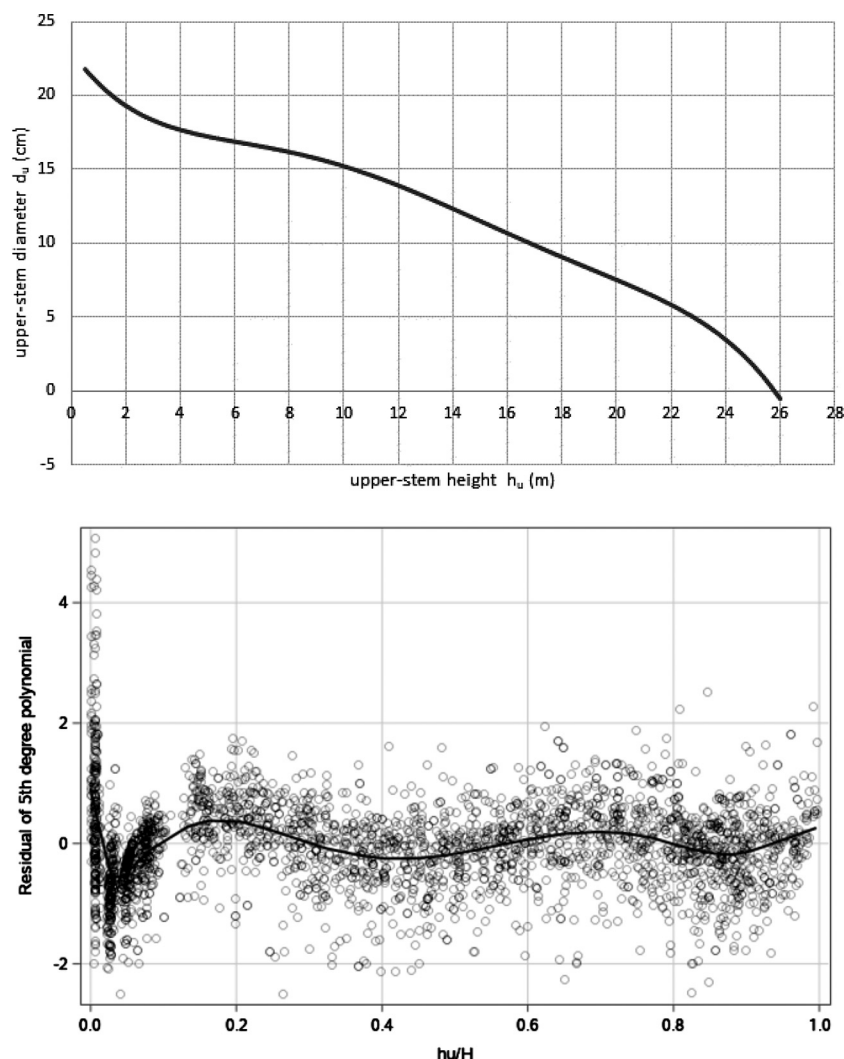 25
20
15
10
5
0
-5
0 2 4 6 8 10 12 14 16 18 20 22 24 26 28
upper-stem diameter dᵤ (cm)
upper-stem height hᵤ (m)
4
2
0
-2
0.0 0.2 0.4 0.6 0.8 1.0
Residual of 5th degree polynomial
hu/H